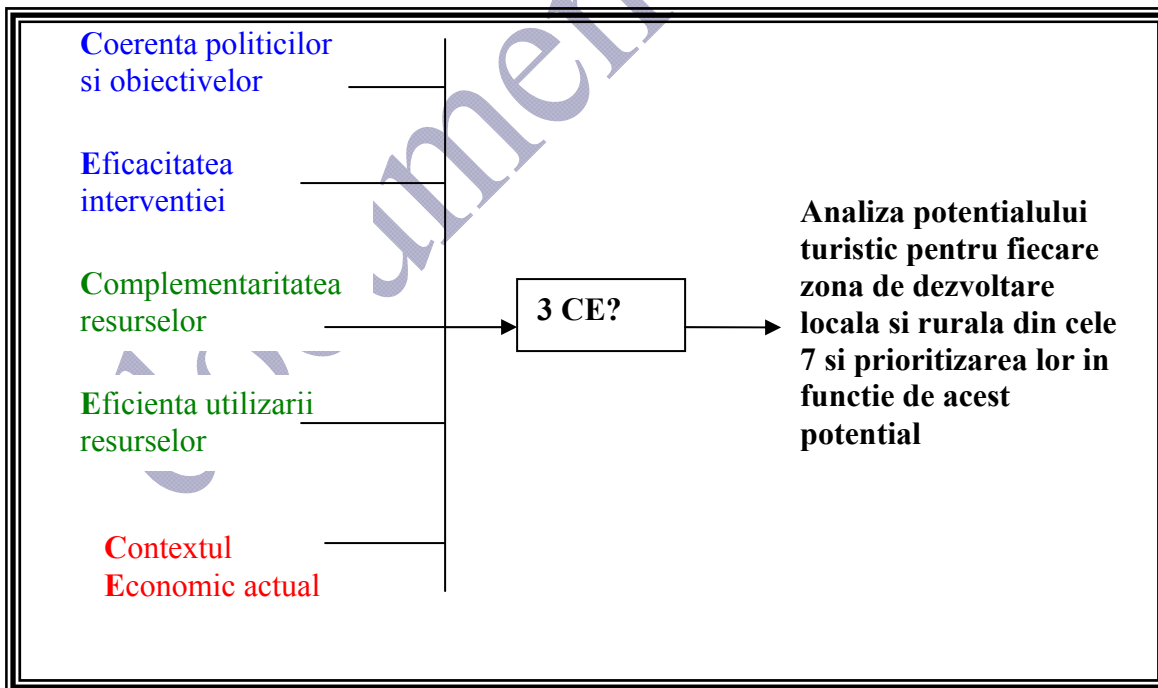 Coerenta politicilor
si obiectivelor
Eficacitatea
interventiei
Complementaritatea
resurselor
Eficienta utilizarii
resurselor
Contextul
Economic actual
3 CE?
Analiza potentialului
turistic pentru fiecare
zona de dezvoltare
locala si rurala din cele
7 si prioritizarea lor in
functie de acest
potential